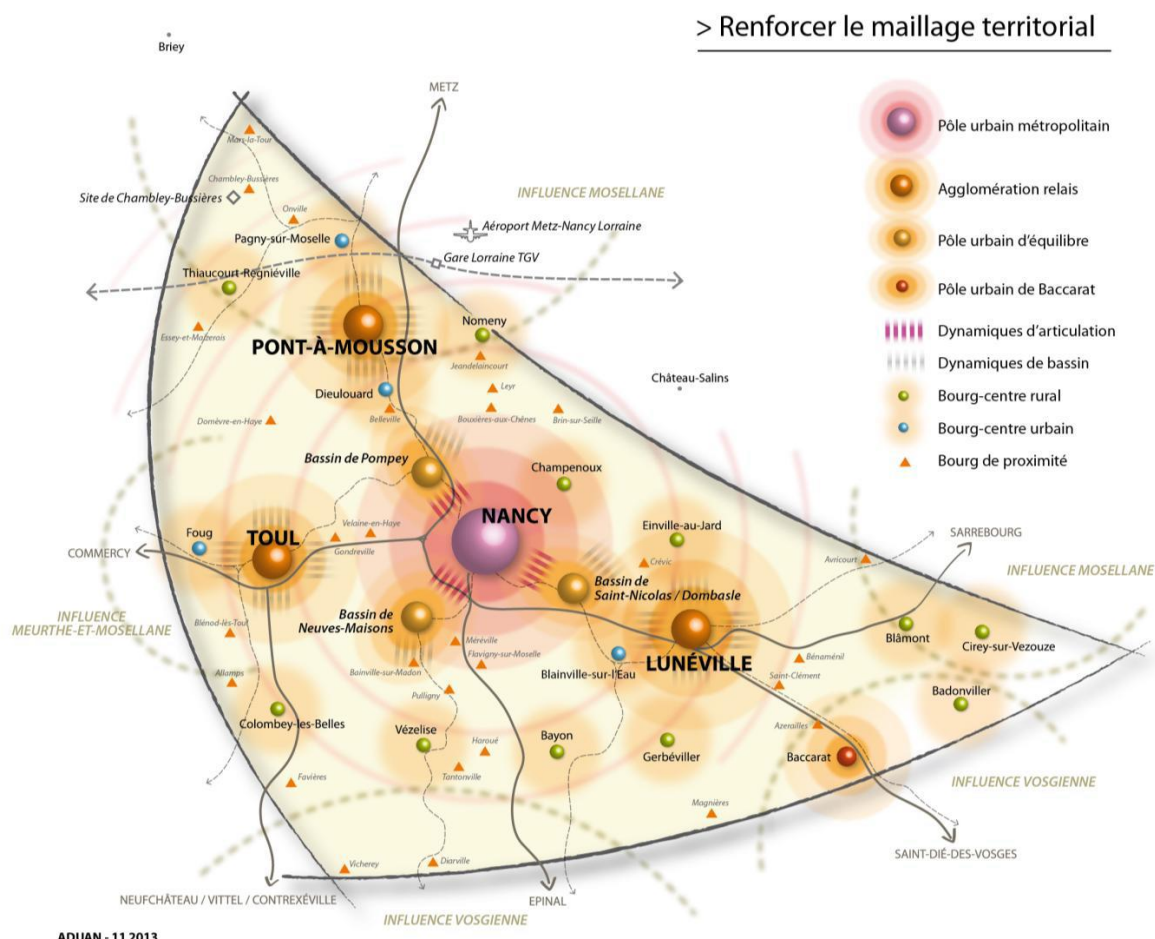 > Renforcer le maillage territorial
Briey
METZ
Pôle urbain métropolitain
Mars-la-Tour
Chambley-Bussières
Site de Chambley-Bussières
INFLUENCE MOSELLANE
Agglomération relais
Onville
Pagny-sur-Moselle
Aéroport Metz-Nancy Lorraine
Pôle urbain d'équilibre
Gare Lorraine TGV
Thiaucourt-Regniéville
Pôle urbain de Baccarat
Nomeny
Dynamiques d'articulation
Essey-et-Maizerais
PONT-À-MOUSSON
Jeandelaincourt
Dynamiques de bassin
Château-Salins
Dieulouard
Leyr
Bourg-centre rural
Domèvre-en-Haye
Belleville
Bouxières-aux-Chênes
Brin-sur-Seille
Bourg-centre urbain
Bassin de Pompey
Champenoux
Bourg de proximité
NANCY
Velaine-en-Haye
Einville-au-Jard
Foug
TOUL
Gondreville
COMMERCY
SARREBOURG
Crévic
Avricourt
Bassin de
Saint-Nicolas / Dombasle
INFLUENCE MOSELLANE
INFLUENCE
MEURTHE-ET-MOSELLANE
Blénod-lès-Toul
Bassin de
Neuves-Maisons
Méréville
Flavigny-sur-Moselle
Blâmont
Cirey-sur-Vezouze
LUNÉVILLE
Bénaménil
Bainville-sur-Madon
Blainville-sur-l'Eau
Saint-Clément
Allamps
Pulligny
Badonviller
Colombey-les-Belles
Vézelise
Haroué
Bayon
Gerbéviller
Azerailles
Baccarat
Favières
Tantonville
INFLUENCE VOSGIENNE
Magnières
SAINT-DIÉ-DES-VOSGES
Vicherey
Diarville
NEUFCHÂTEAU / VITTEL / CONTREXÉVILLE
EPINAL
INFLUENCE VOSGIENNE
ADUAN - 11 2013